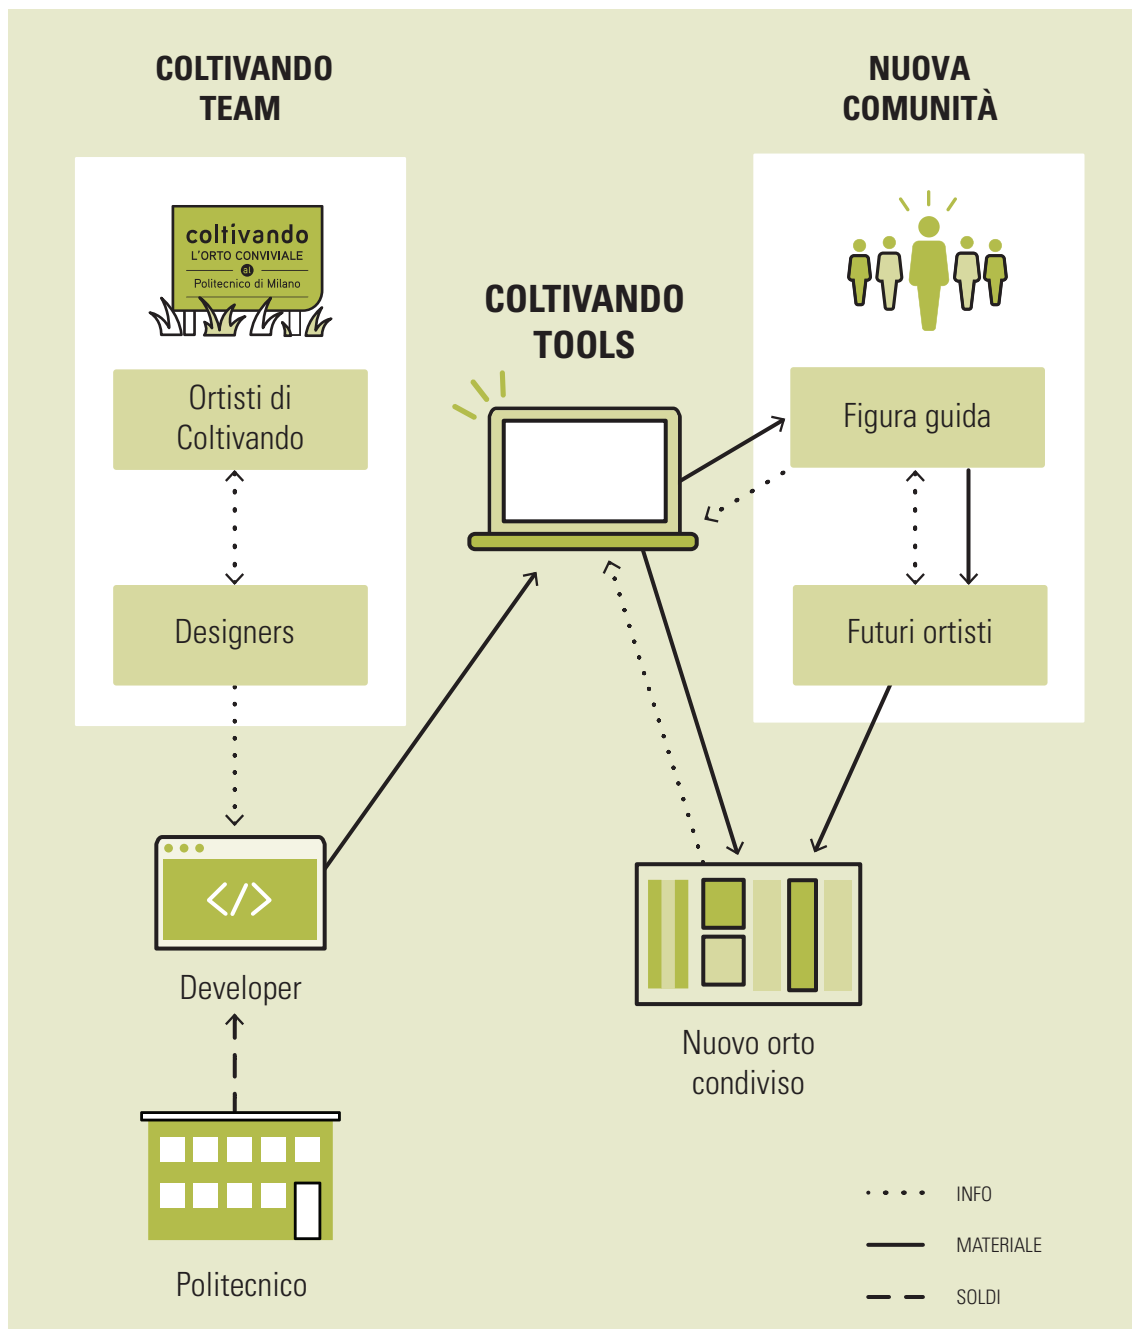 COLTIVANDO
TEAM
NUOVA
COMUNITÀ
coltivando
L'ORTO CONVIVIALE
al
Politecnico di Milano
COLTIVANDO
TOOLS
Ortisti di
Coltivando
Figura guida
Designers
Futuri ortisti
</>
Developer
Nuovo orto
condiviso
Politecnico
INFO
MATERIALE
SOLDI